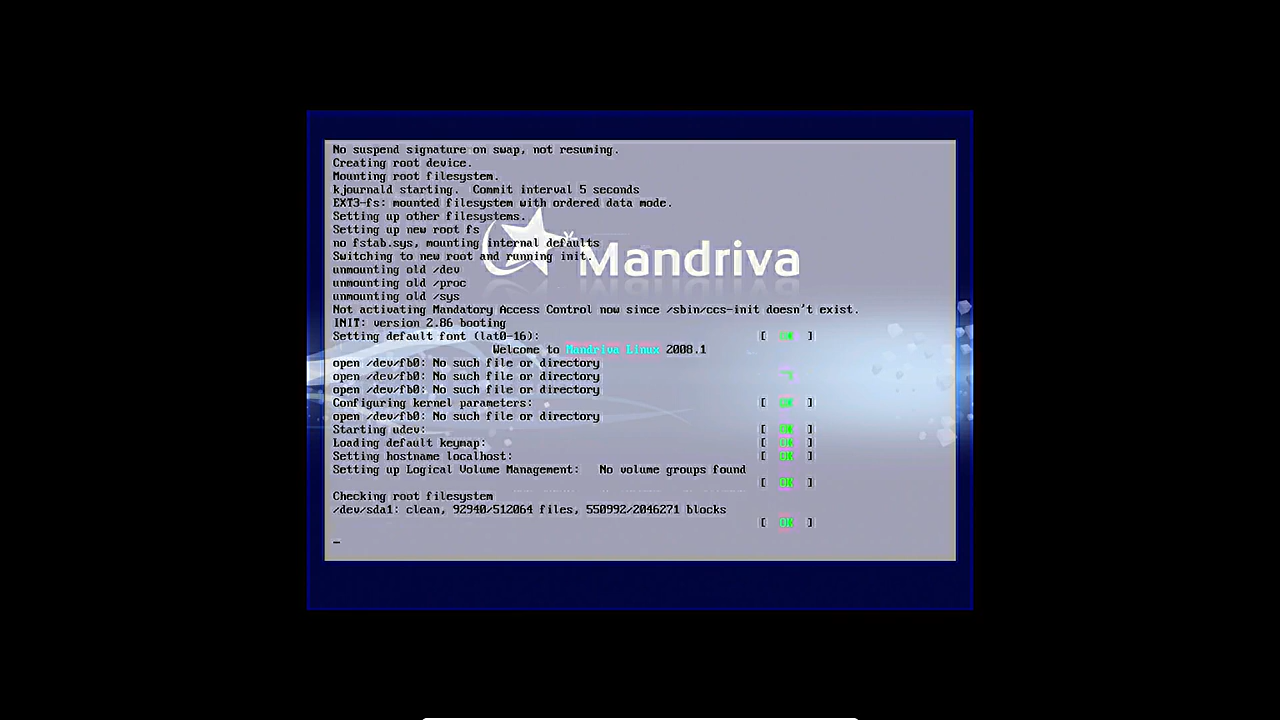 No suspend signature on swap, not resuming.
Creating root device.
Mounting root filesystem.
kjournald starting.  Commit interval 5 seconds
EXT3-fs: mounted filesystem with ordered data mode.
Setting up other filesystems.
Setting up new root fs
no fstab.sys, mounting internal defaults
Switching to new root and running init.
Mandriva
unmounting old /dev
unmounting old /proc
unmounting old /sys
Not activating Mandatory Access Control now since /sbin/ccs-init doesn't exist.
INIT: version 2.86 booting
Setting default font (lat0-16): [ OK ]
Welcome to Mandriva Linux 2008.1
open /dev/fb0: No such file or directory
open /dev/fb0: No such file or directory
open /dev/fb0: No such file or directory
Configuring kernel parameters: [ OK ]
open /dev/fb0: No such file or directory
Starting udev: [ OK ]
Loading default keymap: [ OK ]
Setting hostname localhost: [ OK ]
Setting up Logical Volume Management:   No volume groups found
[ OK ]
Checking root filesystem
/dev/sda1: clean, 92940/512064 files, 550992/2046271 blocks
[ OK ]
_